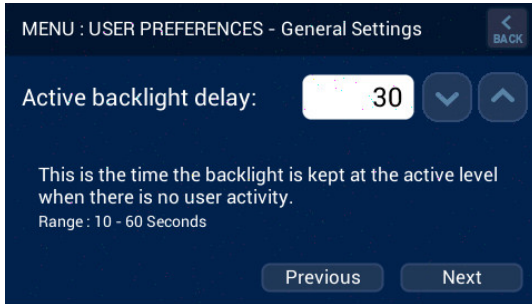 MENU : USER PREFERENCES - General Settings
BACK
Active backlight delay: 30
This is the time the backlight is kept at the active level
when there is no user activity.
Range : 10 - 60 Seconds
Previous Next